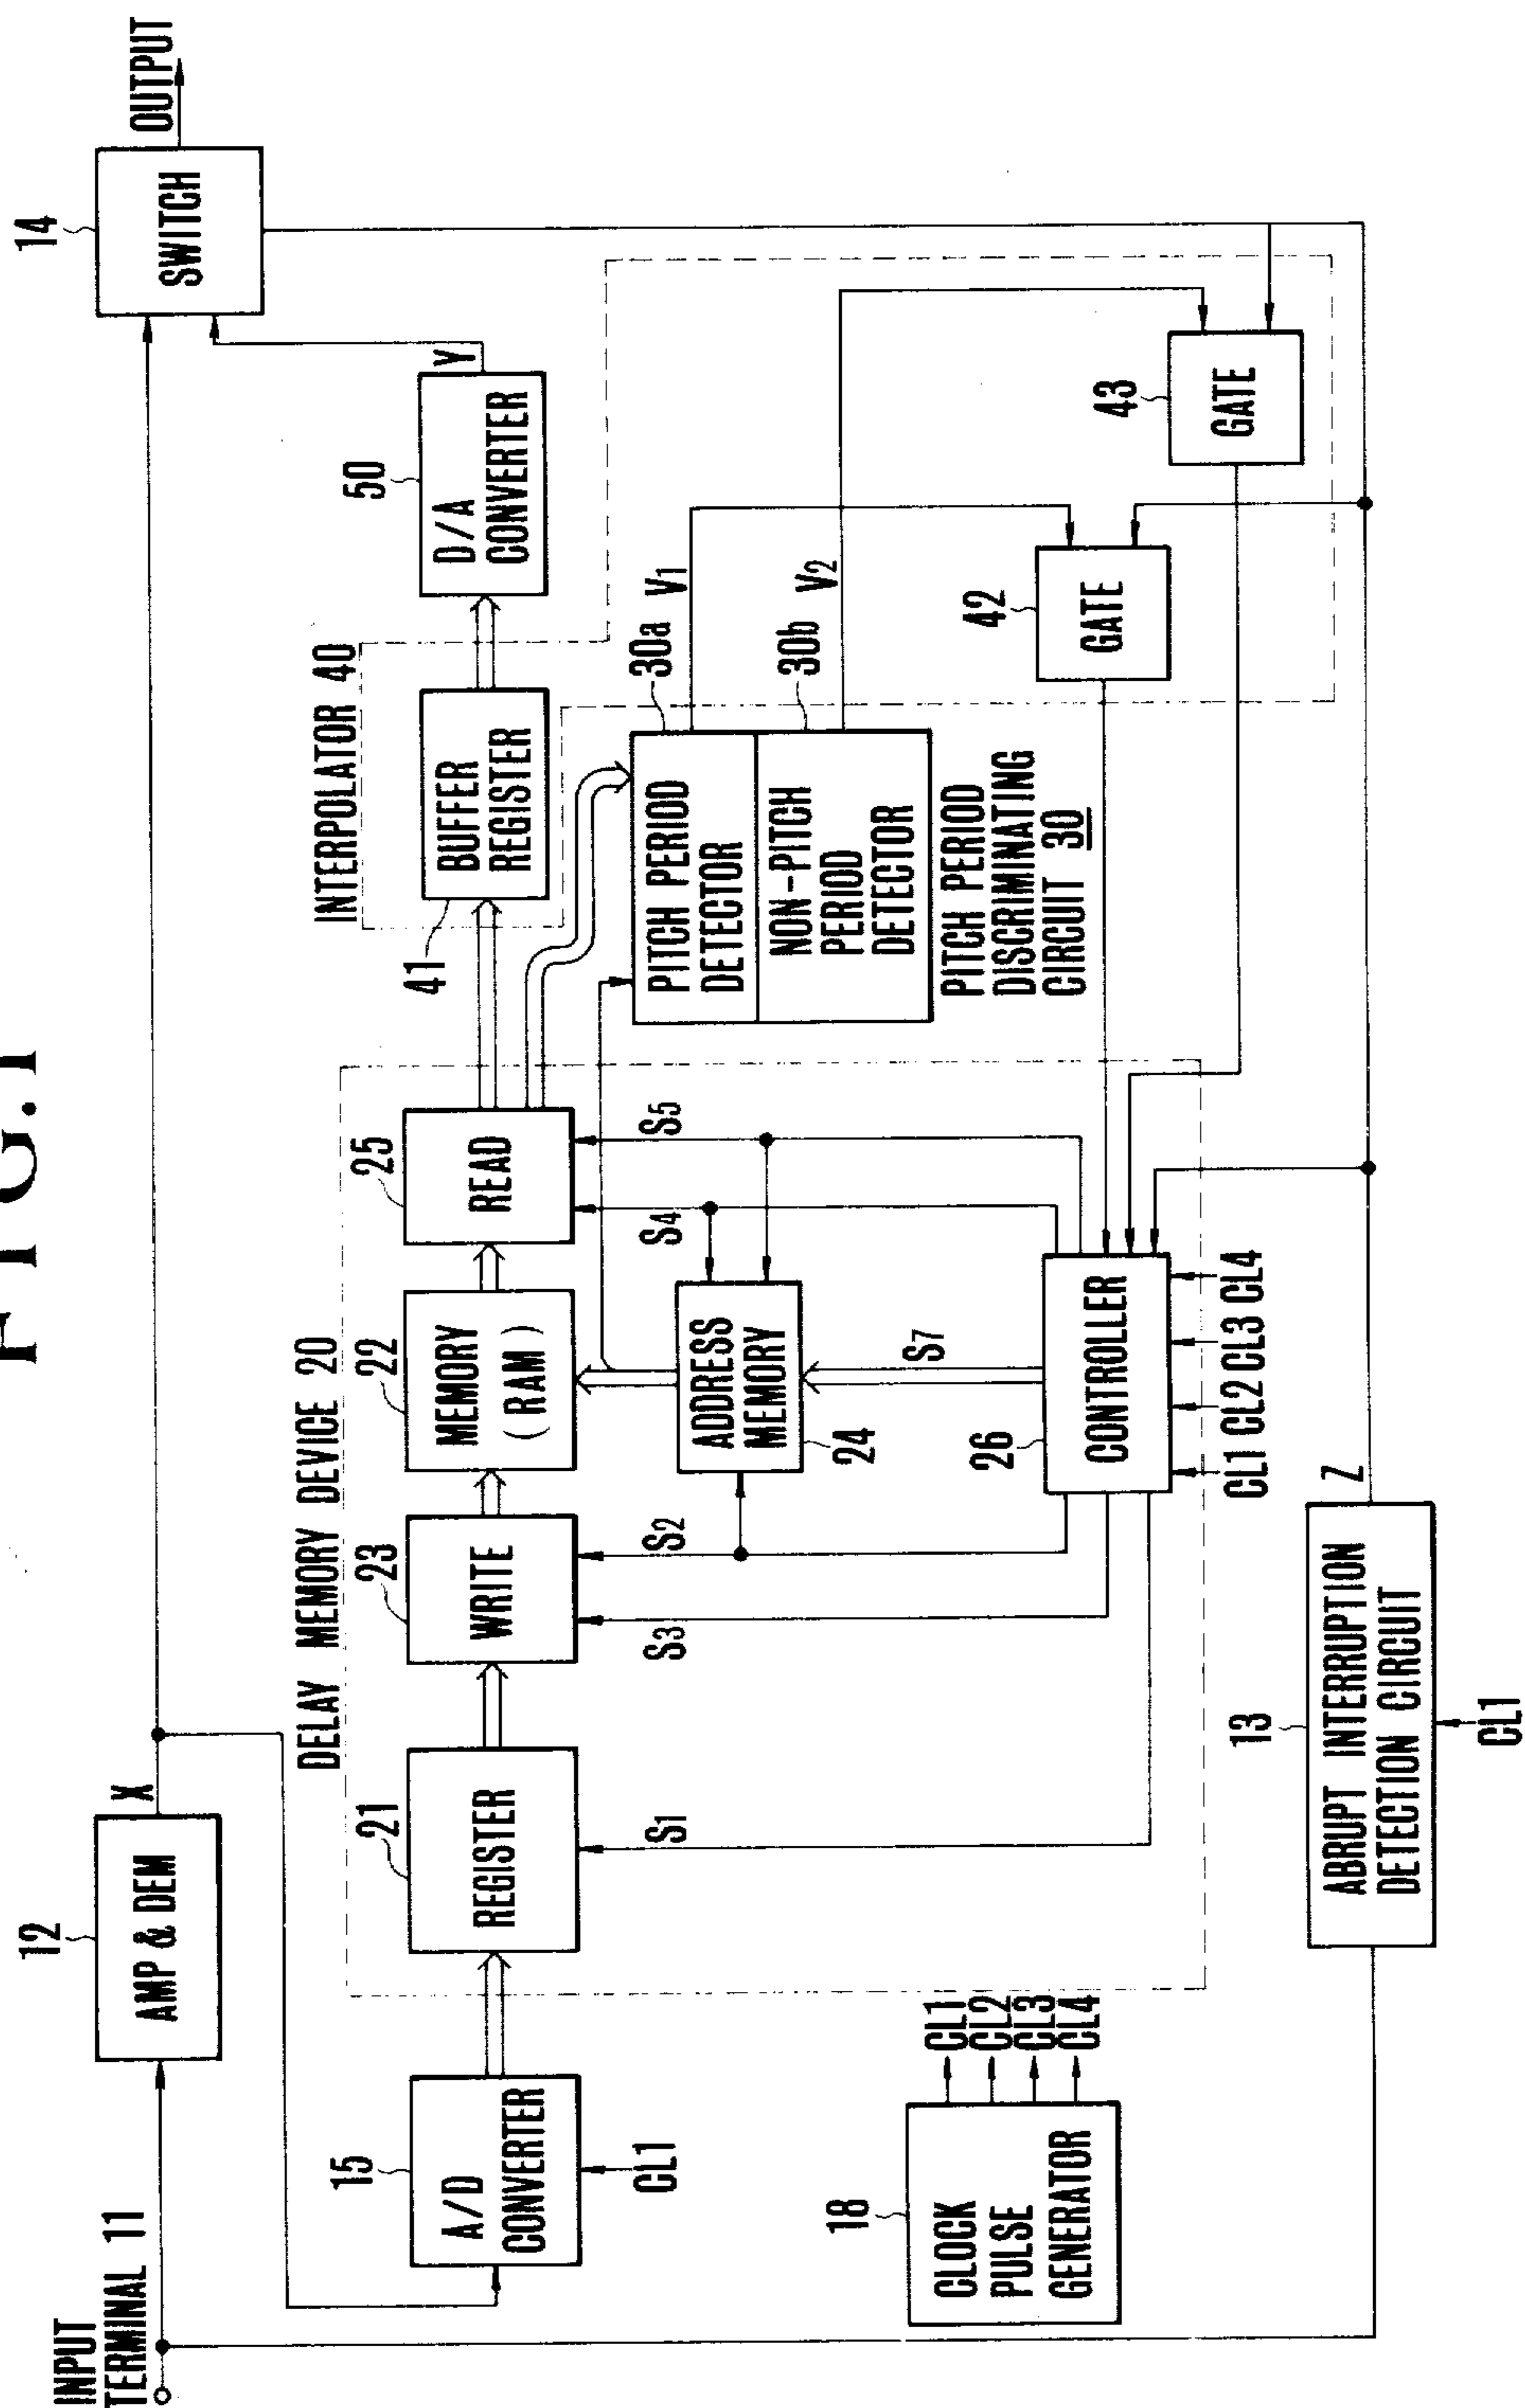 FIG.1
INPUT
TERMINAL 11
12
AMP & DEM
X
14
SWITCH
OUTPUT
DELAY MEMORY DEVICE 20
15
A/D
CONVERTER
CL1
21
REGISTER
23
WRITE
22
MEMORY
(RAM)
25
READ
INTERPOLATOR 40
41
BUFFER
REGISTER
50
D/A
CONVERTER
Y
S1
S3
S2
S4
S5
24
ADDRESS
MEMORY
S7
30a
PITCH PERIOD
DETECTOR
V1
30b
NON-PITCH
PERIOD
DETECTOR
V2
PITCH PERIOD
DISCRIMINATING
CIRCUIT 30
18
CLOCK
PULSE
GENERATOR
CL1
CL2
CL3
CL4
26
CONTROLLER
CL1 CL2 CL3 CL4
42
GATE
43
GATE
13
ABRUPT INTERRUPTION
DETECTION CIRCUIT
Z
CL1